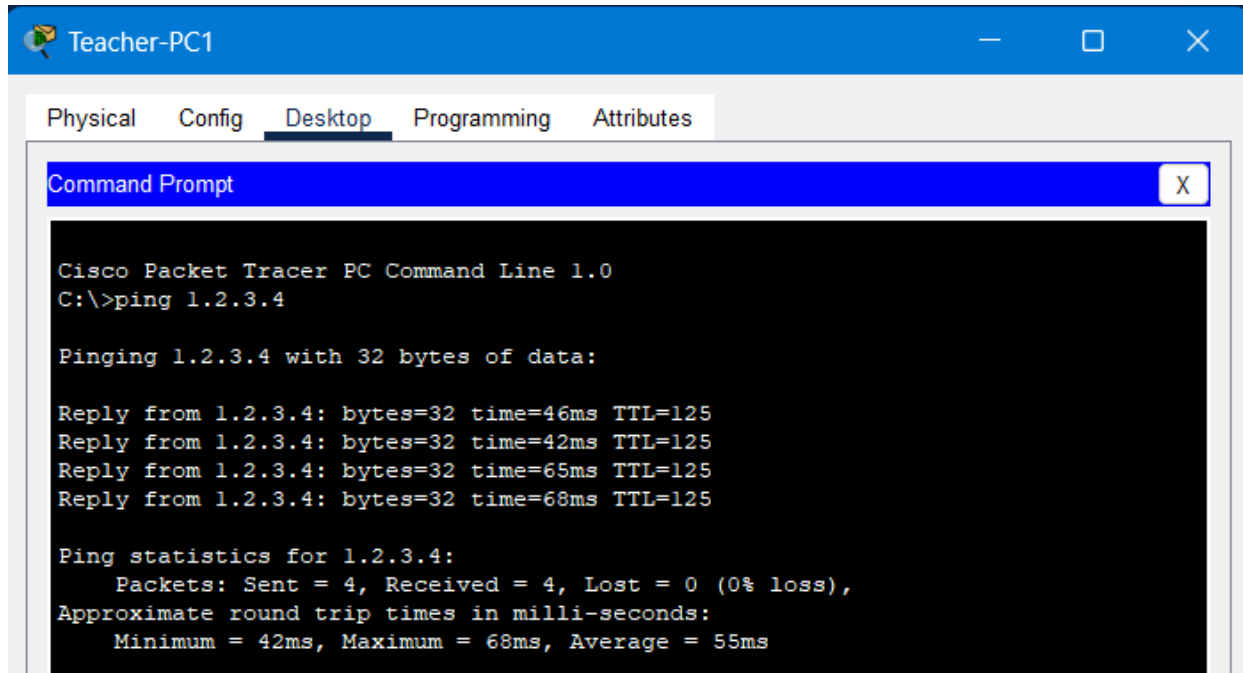 Teacher-PC1
Physical Config Desktop Programming Attributes
Command Prompt X
Cisco Packet Tracer PC Command Line 1.0
C:\>ping 1.2.3.4
Pinging 1.2.3.4 with 32 bytes of data:
Reply from 1.2.3.4: bytes=32 time=46ms TTL=125
Reply from 1.2.3.4: bytes=32 time=42ms TTL=125
Reply from 1.2.3.4: bytes=32 time=65ms TTL=125
Reply from 1.2.3.4: bytes=32 time=68ms TTL=125
Ping statistics for 1.2.3.4:
Packets: Sent = 4, Received = 4, Lost = 0 (0% loss),
Approximate round trip times in milli-seconds:
Minimum = 42ms, Maximum = 68ms, Average = 55ms